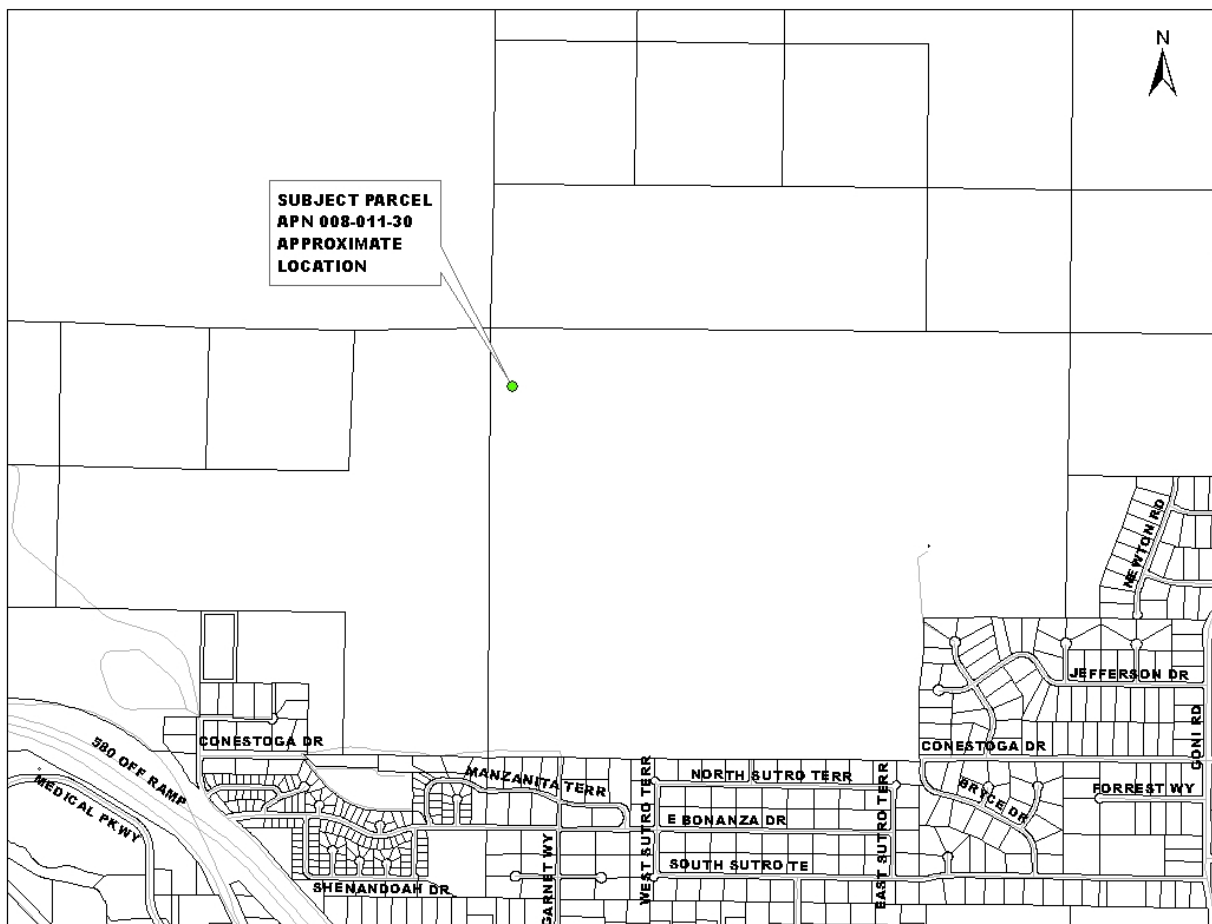 N
SUBJECT PARCEL
APN 008-011-30
APPROXIMATE
LOCATION
NEWTON RD
JEFFERSON DR
GONI RD
CONESTOGA DR
CONESTOGA DR
580 OFF RAMP
MEDICAL PKWY
MANZANITA TERR
NORTH SUTRO TERR
WEST SUTRO TERR
EAST SUTRO TERR
BRYCE DR
FORREST WY
E BONANZA DR
SOUTH SUTRO TE
GARNET WY
SHENANDOAH DR